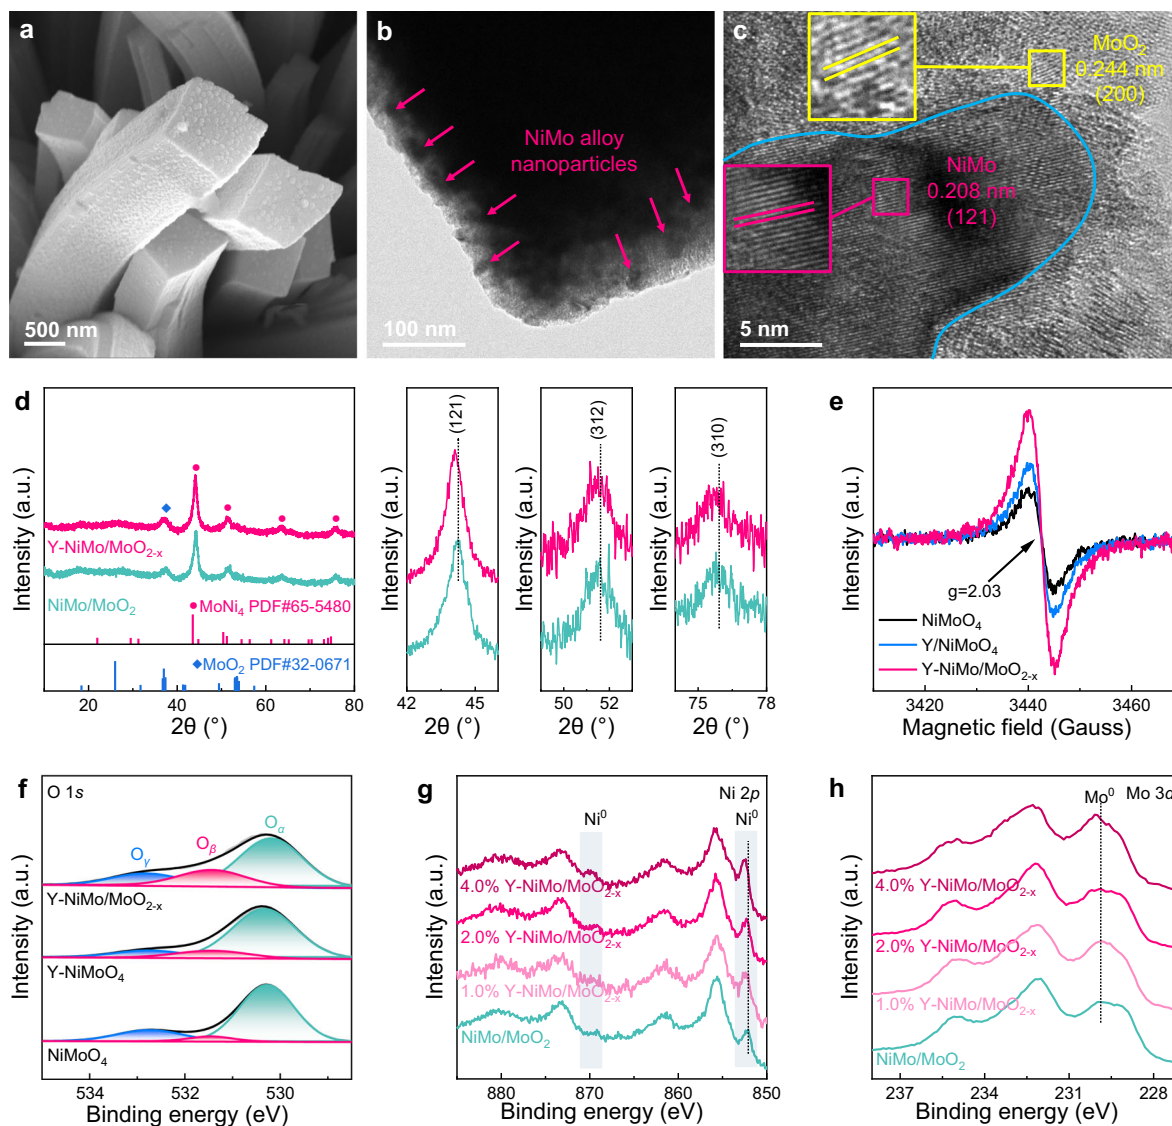 a
500 nm
b
NiMo alloy
nanoparticles
100 nm
c
MoO2
0.244 nm
(200)
NiMo
0.208 nm
(121)
5 nm
d
Intensity (a.u.)
Y-NiMo/MoO2-x
NiMo/MoO2
MoNi4 PDF#65-5480
MoO2 PDF#32-0671
20 40 60 80
2θ (°)
Intensity (a.u.)
(121)
42 45
2θ (°)
Intensity (a.u.)
(312)
50 52
2θ (°)
Intensity (a.u.)
(310)
75 78
2θ (°)
e
Intensity (a.u.)
g=2.03
NiMoO4
Y/NiMoO4
Y-NiMo/MoO2-x
3420 3440 3460
Magnetic field (Gauss)
f
O 1s
Intensity (a.u.)
Oγ
Oβ
Oα
Y-NiMo/MoO2-x
Y-NiMoO4
NiMoO4
534 532 530
Binding energy (eV)
g
Ni 2p
Ni0
Ni0
Intensity (a.u.)
4.0% Y-NiMo/MoO2-x
2.0% Y-NiMo/MoO2-x
1.0% Y-NiMo/MoO2-x
NiMo/MoO2
880 870 860 850
Binding energy (eV)
h
Mo0
Mo 3d
Intensity (a.u.)
4.0% Y-NiMo/MoO2-x
2.0% Y-NiMo/MoO2-x
1.0% Y-NiMo/MoO2-x
NiMo/MoO2
237 234 231 228
Binding energy (eV)